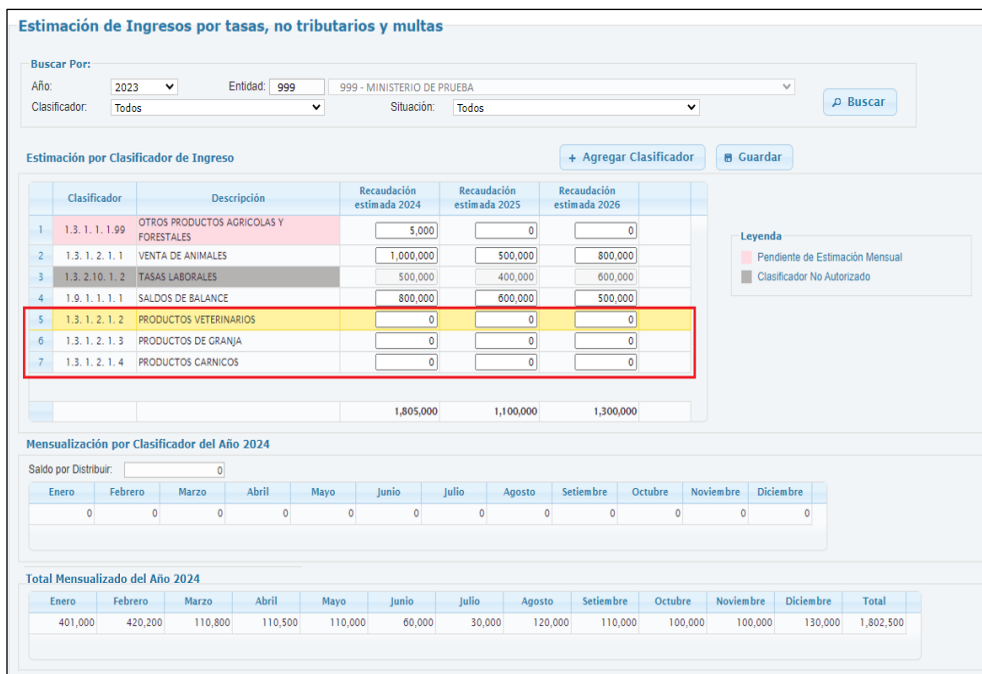 Estimación de Ingresos por tasas, no tributarios y multas
Buscar Por:
Año: 2023 Entidad: 999 999 - MINISTERIO DE PRUEBA
Clasificador: Todos Situación: Todos Buscar
Estimación por Clasificador de Ingreso + Agregar Clasificador Guardar
Clasificador Descripción Recaudación estimada 2024 Recaudación estimada 2025 Recaudación estimada 2026
1 1.3. 1. 1. 1.99 OTROS PRODUCTOS AGRICOLAS Y FORESTALES 5,000 0 0
2 1.3. 1. 2. 1. 1 VENTA DE ANIMALES 1,000,000 500,000 800,000
3 1.3. 2.10. 1. 2 TASAS LABORALES 500,000 400,000 600,000
4 1.9. 1. 1. 1. 1 SALDOS DE BALANCE 800,000 600,000 500,000
5 1.3. 1. 2. 1. 2 PRODUCTOS VETERINARIOS 0 0 0
6 1.3. 1. 2. 1. 3 PRODUCTOS DE GRANJA 0 0 0
7 1.3. 1. 2. 1. 4 PRODUCTOS CARNICOS 0 0 0
1,805,000 1,100,000 1,300,000
Leyenda
Pendiente de Estimación Mensual
Clasificador No Autorizado
Mensualización por Clasificador del Año 2024
Saldo por Distribuir: 0
Enero Febrero Marzo Abril Mayo Junio Julio Agosto Setiembre Octubre Noviembre Diciembre
0 0 0 0 0 0 0 0 0 0 0 0
Total Mensualizado del Año 2024
Enero Febrero Marzo Abril Mayo Junio Julio Agosto Setiembre Octubre Noviembre Diciembre Total
401,000 420,200 110,800 110,500 110,000 60,000 30,000 120,000 110,000 100,000 100,000 130,000 1,802,500